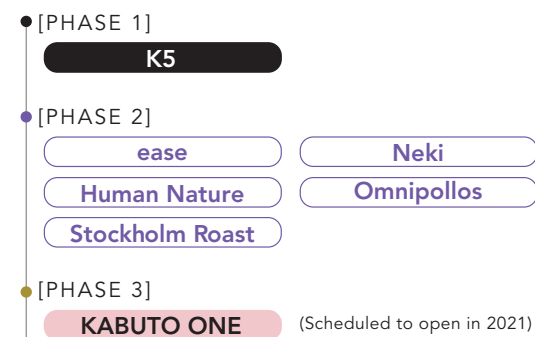 [PHASE 1]
K5
[PHASE 2]
ease Neki
Human Nature Omnipollos
Stockholm Roast
[PHASE 3]
KABUTO ONE (Scheduled to open in 2021)